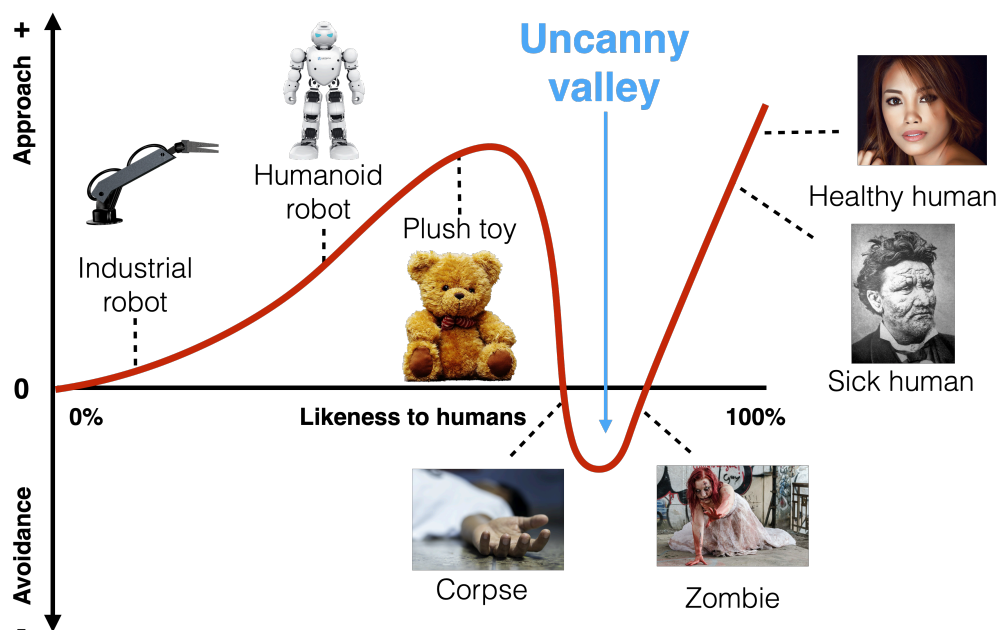 +
Approach
Uncanny
valley
Humanoid
robot
Healthy human
Plush toy
Industrial
robot
Sick human
0
0%
Likeness to humans
100%
Avoidance
-
Corpse
Zombie